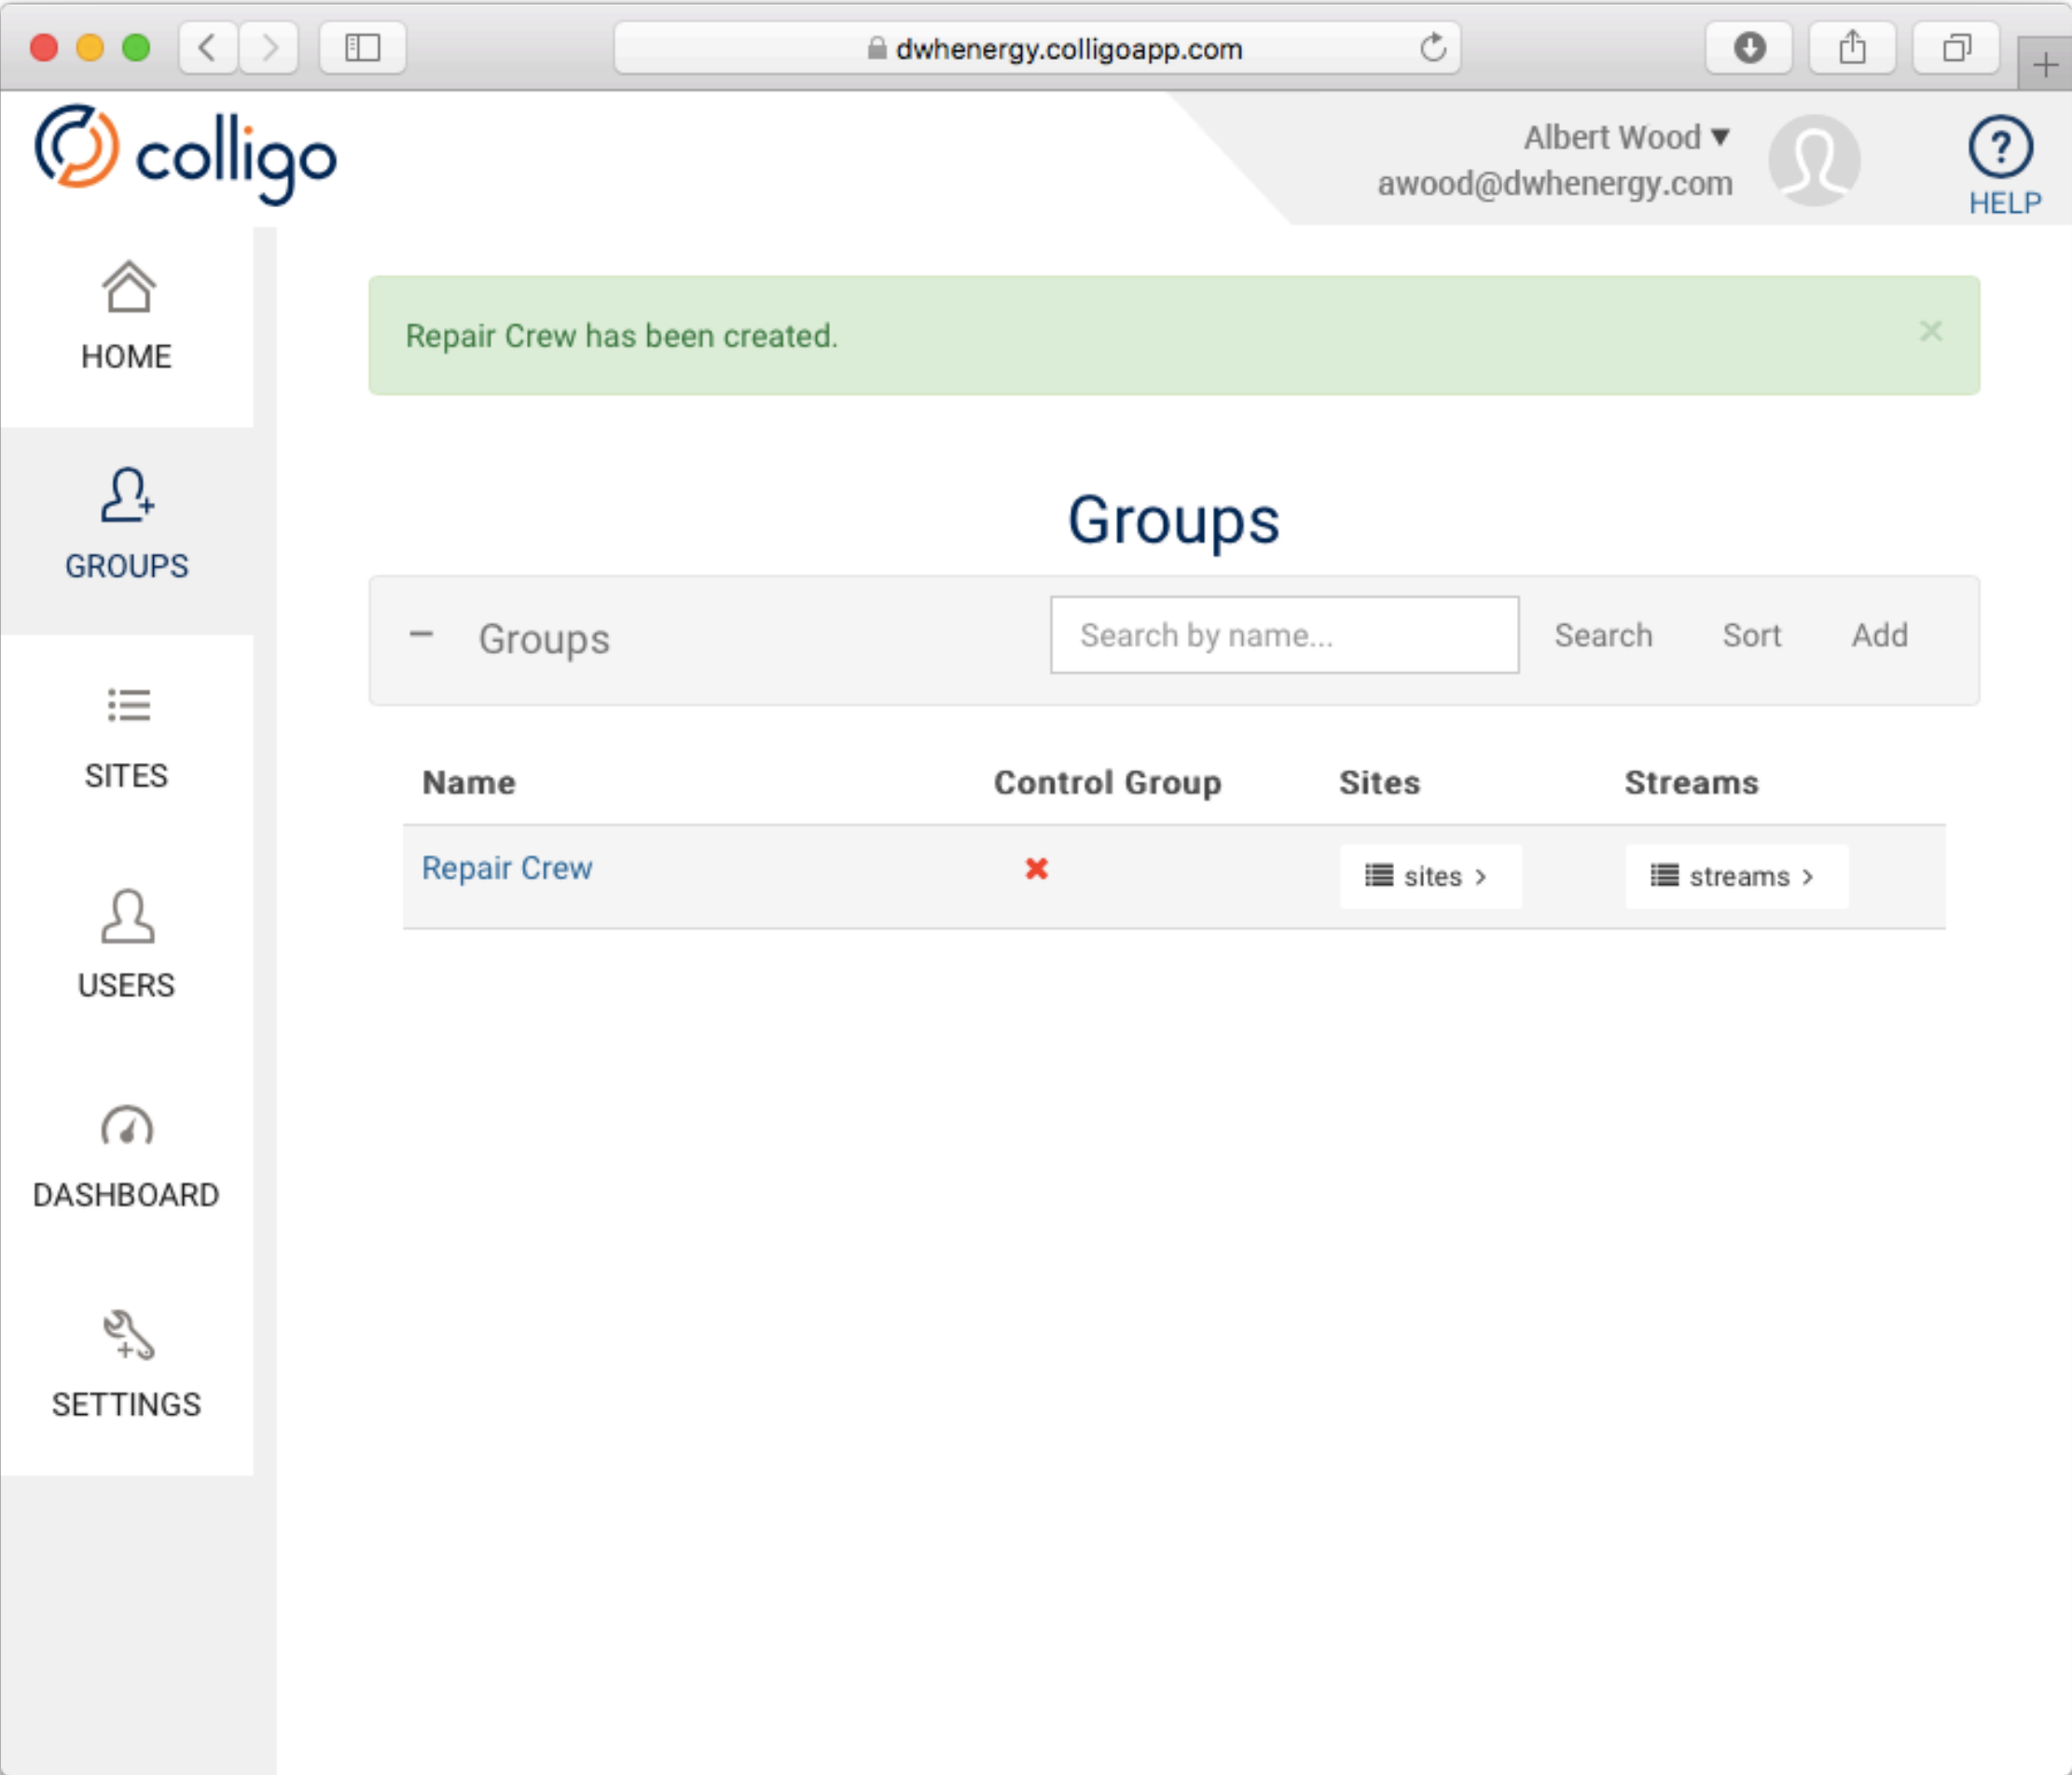 dwhenergy.colligoapp.com
colligo
Albert Wood ▼
awood@dwhenergy.com
?
HELP
HOME
GROUPS
SITES
USERS
DASHBOARD
SETTINGS
Repair Crew has been created. ×
Groups
− Groups Search by name... Search Sort Add
Name Control Group Sites Streams
Repair Crew ✖ sites > streams >